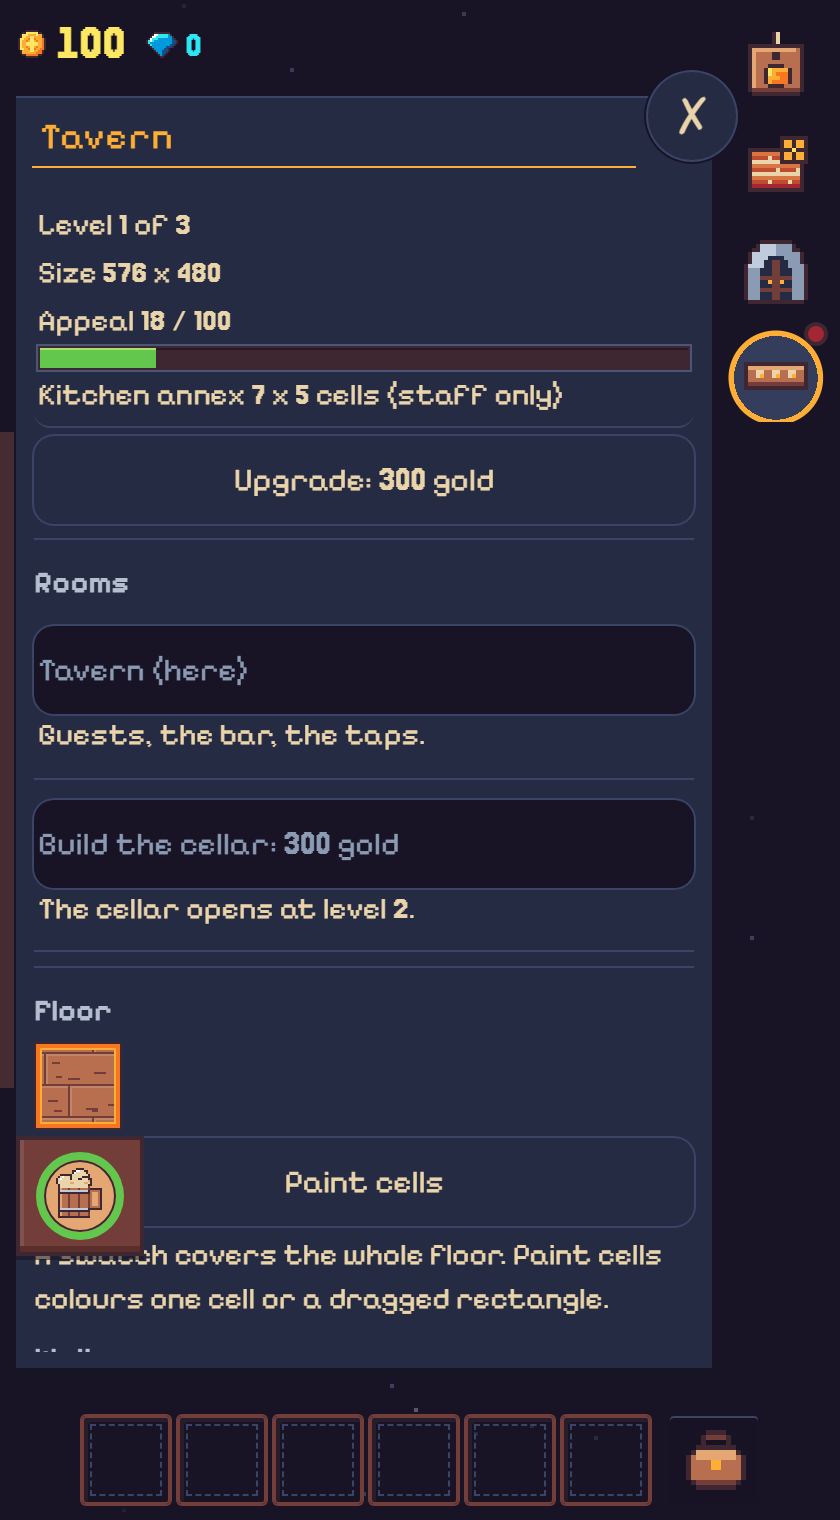 100 0
Tavern
X
Level 1 of 3
Size 576 x 480
Appeal 18 / 100
Kitchen annex 7 x 5 cells (staff only)
Upgrade: 300 gold
Rooms
Tavern (here)
Guests, the bar, the taps.
Build the cellar: 300 gold
The cellar opens at level 2.
Floor
Paint cells
covers the whole floor. Paint cells
colours one cell or a dragged rectangle.